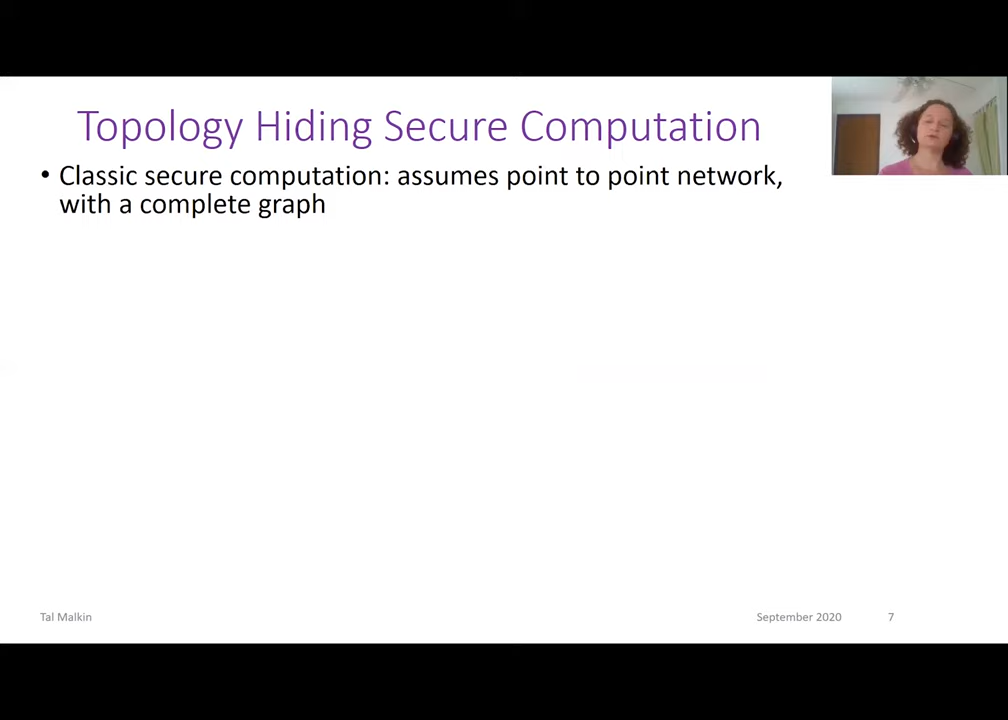 Topology Hiding Secure Computation
• Classic secure computation: assumes point to point network,
with a complete graph
Tal Malkin
September 2020
7